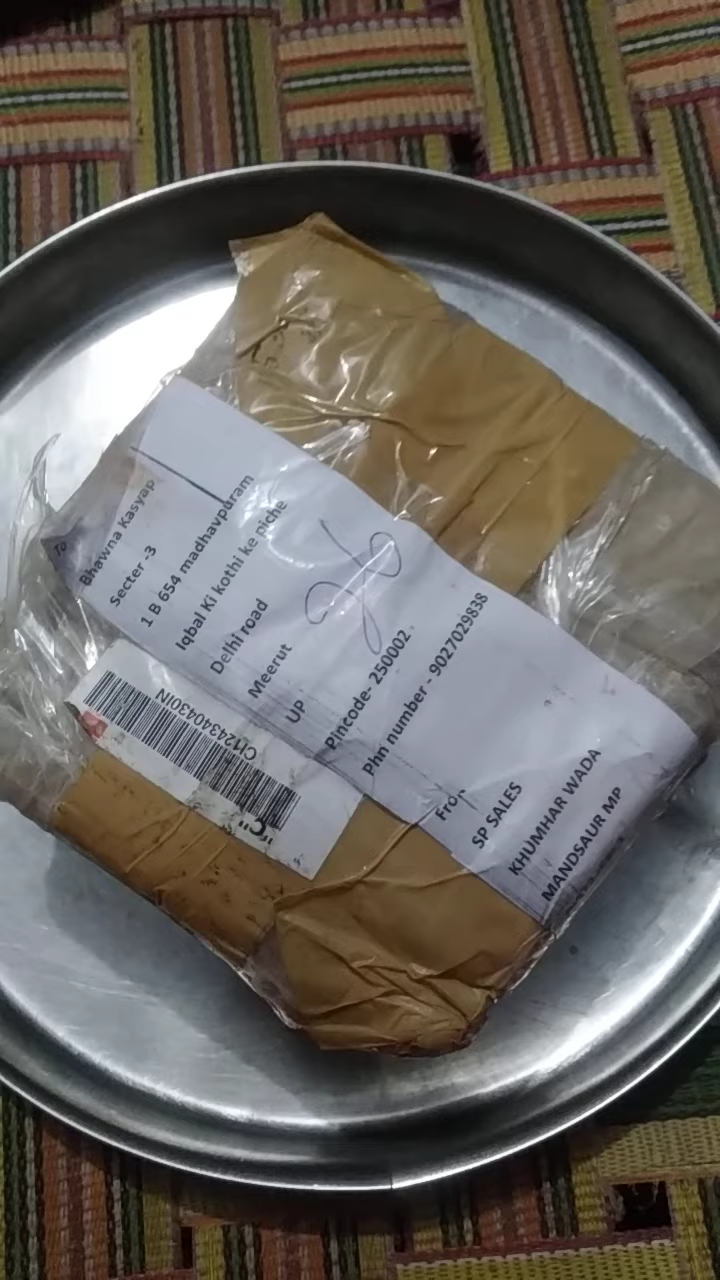 To
Bhawna Kasyap
Secter -3
1 B 654 madhavpuram
Iqbal Ki kothi ke piche
Delhi road
Meerut
UP
Pincode- 250002
Phn number - 9027029838
From
SP SALES
KHUMHAR WADA
MANDSAUR MP
CI124340430IN
"C"